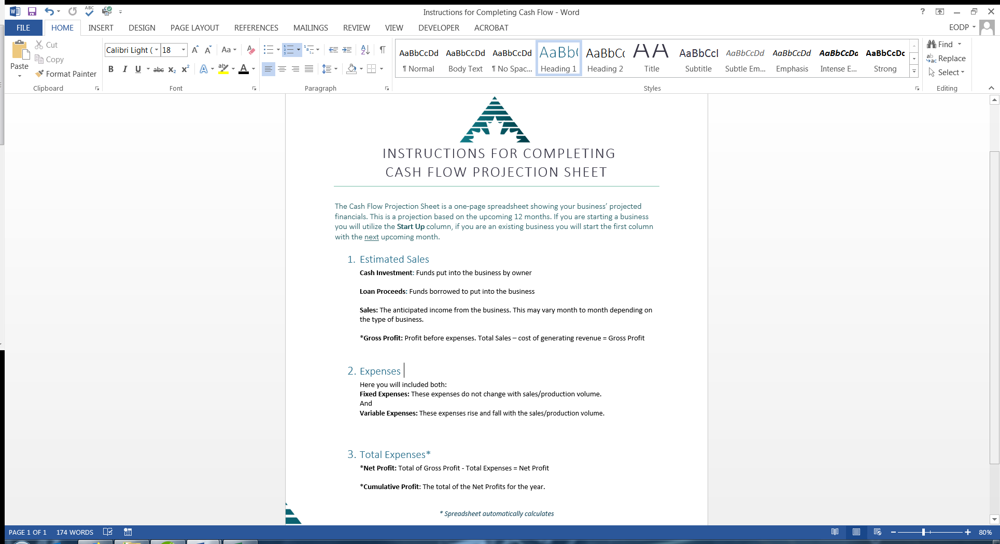 ABC
Instructions for Completing Cash Flow - Word
?
FILE HOME INSERT DESIGN PAGE LAYOUT REFERENCES MAILINGS REVIEW VIEW DEVELOPER ACROBAT
EODP
Paste
Cut
Copy
Format Painter
Clipboard
Calibri Light ( 18
Aa
B I U abc X₂ X²
Font
Paragraph
AaBbCcDd AaBbCcDd AaBbCcDd AaBb( AaBbCc AA AaBbCcI AaBbCcDd AaBbCcDd AaBbCcDd AaBbCcDc
¶ Normal Body Text ¶ No Spac... Heading 1 Heading 2 Title Subtitle Subtle Em... Emphasis Intense E... Strong
Styles
Find
Replace
Select
Editing
INSTRUCTIONS FOR COMPLETING
CASH FLOW PROJECTION SHEET
The Cash Flow Projection Sheet is a one-page spreadsheet showing your business’ projected
financials. This is a projection based on the upcoming 12 months. If you are starting a business
you will utilize the Start Up column, if you are an existing business you will start the first column
with the next upcoming month.
1. Estimated Sales
Cash Investment: Funds put into the business by owner
Loan Proceeds: Funds borrowed to put into the business
Sales: The anticipated income from the business. This may vary month to month depending on
the type of business.
*Gross Profit: Profit before expenses. Total Sales – cost of generating revenue = Gross Profit
2. Expenses
Here you will included both:
Fixed Expenses: These expenses do not change with sales/production volume.
And
Variable Expenses: These expenses rise and fall with the sales/production volume.
3. Total Expenses*
*Net Profit: Total of Gross Profit - Total Expenses = Net Profit
*Cumulative Profit: The total of the Net Profits for the year.
* Spreadsheet automatically calculates
PAGE 1 OF 1 174 WORDS
80%